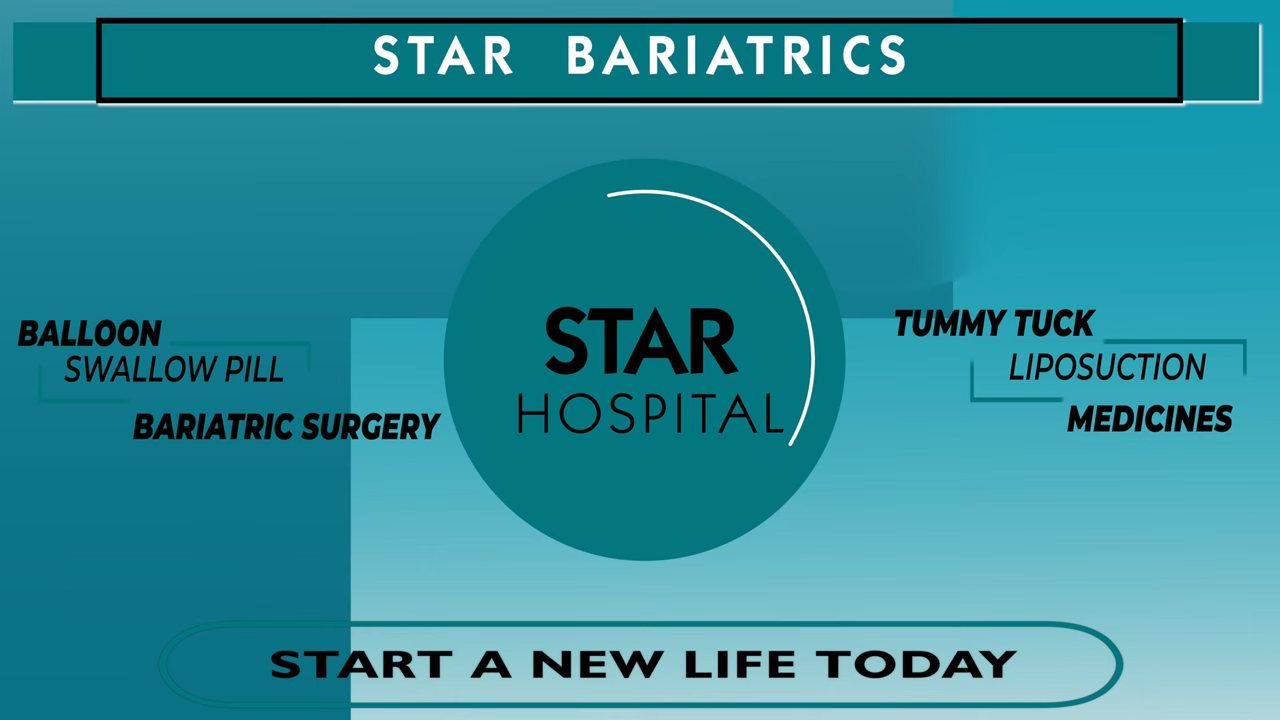 STAR BARIATRICS
BALLOON
SWALLOW PILL
BARIATRIC SURGERY
STAR
HOSPITAL
TUMMY TUCK
LIPOSUCTION
MEDICINES
START A NEW LIFE TODAY